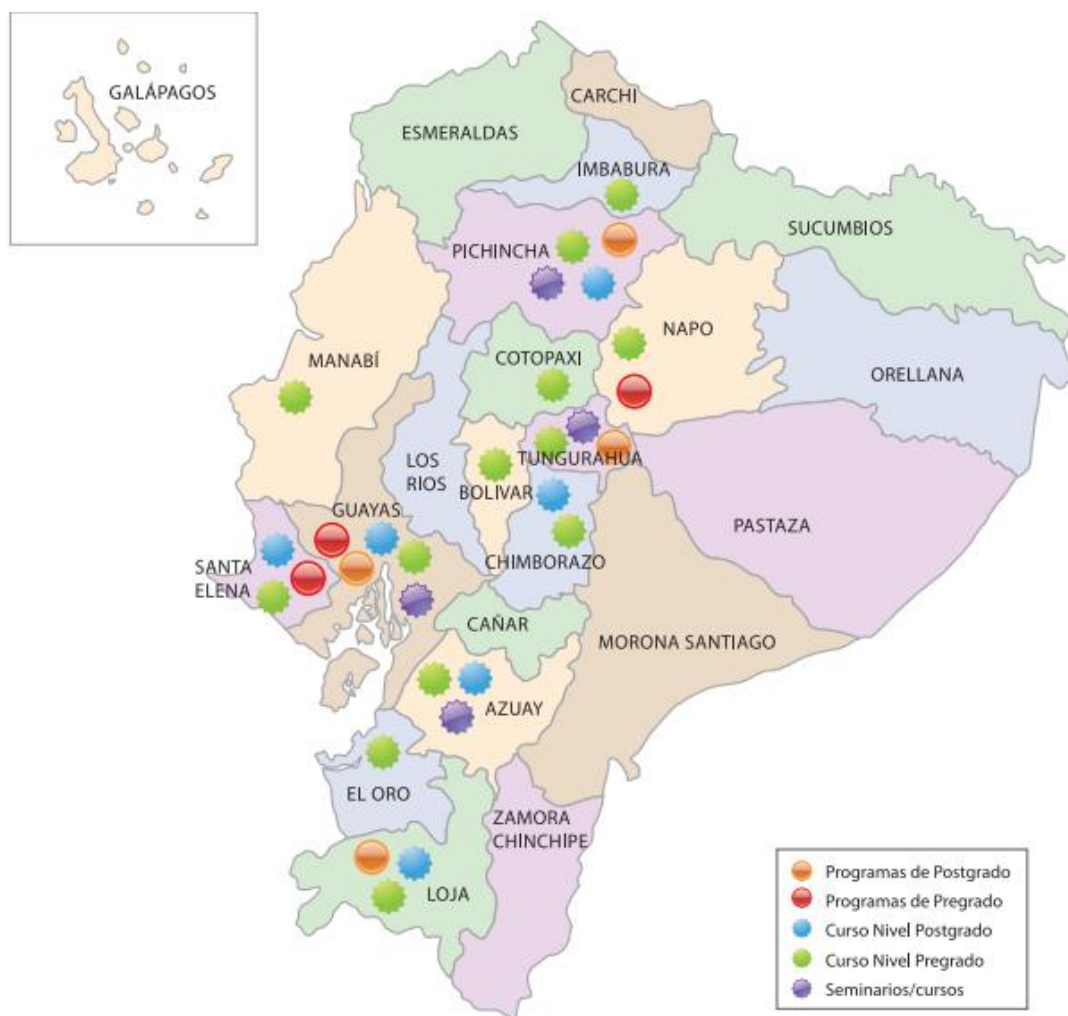 GALÁPAGOS
CARCHI
ESMERALDAS
IMBABURA
SUCUMBIOS
PICHINCHA
NAPO
MANABÍ
COTOPAXI
ORELLANA
LOS
RIOS
TUNGURAHUA
BOLIVAR
GUAYAS
PASTAZA
SANTA
ELENA
CHIMBORAZO
CAÑAR
MORONA SANTIAGO
AZUAY
EL ORO
ZAMORA
CHINCHÍPE
LOJA
Programas de Postgrado
Programas de Pregrado
Curso Nivel Postgrado
Curso Nivel Pregrado
Seminarios/cursos